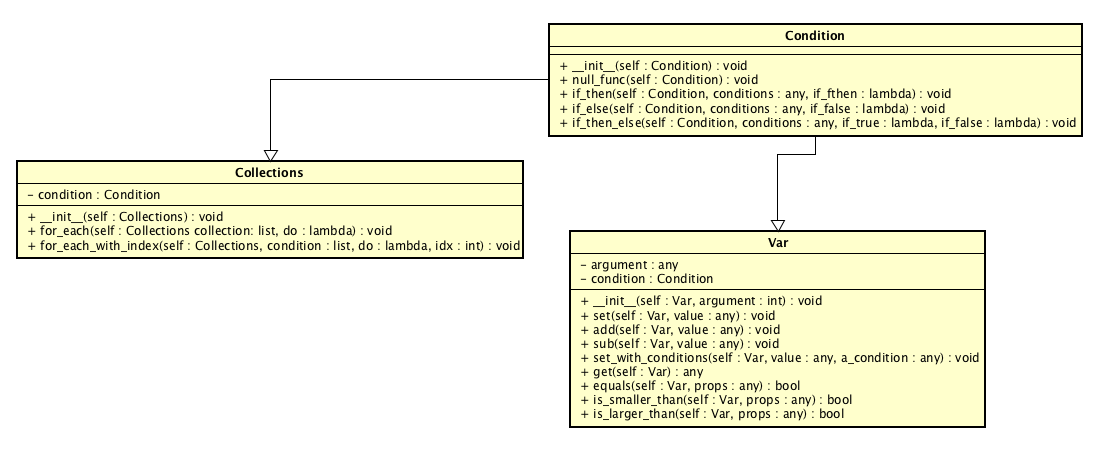 Condition
+ __init__(self : Condition) : void
+ null_func(self : Condition) : void
+ if_then(self : Condition, conditions : any, if_fthen : lambda) : void
+ if_else(self : Condition, conditions : any, if_false : lambda) : void
+ if_then_else(self : Condition, conditions : any, if_true : lambda, if_false : lambda) : void
Collections
– condition : Condition
+ __init__(self : Collections) : void
+ for_each(self : Collections collection: list, do : lambda) : void
+ for_each_with_index(self : Collections, condition : list, do : lambda, idx : int) : void
Var
– argument : any
– condition : Condition
+ __init__(self : Var, argument : int) : void
+ set(self : Var, value : any) : void
+ add(self : Var, value : any) : void
+ sub(self : Var, value : any) : void
+ set_with_conditions(self : Var, value : any, a_condition : any) : void
+ get(self : Var) : any
+ equals(self : Var, props : any) : bool
+ is_smaller_than(self : Var, props : any) : bool
+ is_larger_than(self : Var, props : any) : bool